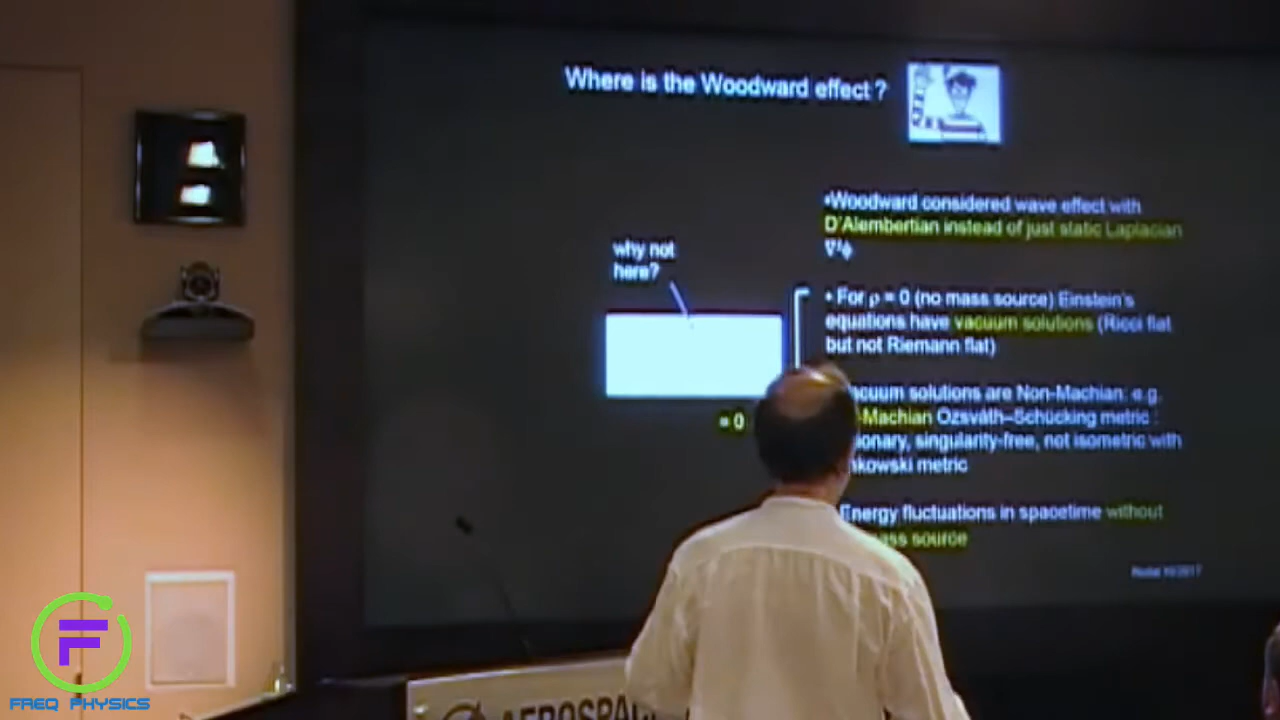 Where is the Woodward effect ?
•Woodward considered wave effect with
D'Alembertian instead of just static Laplacian
∇²ϕ
why not
here?
• For ρ = 0 (no mass source) Einstein's
equations have vacuum solutions (Ricci flat
but not Riemann flat)
= 0
acuum solutions are Non-Machian: e.g.
-Machian Ozsváth–Schücking metric :
ionary, singularity-free, not isometric with
nkowski metric
Energy fluctuations in spacetime without
ass source
AEROSPAC
F
FREQ PHYSICS